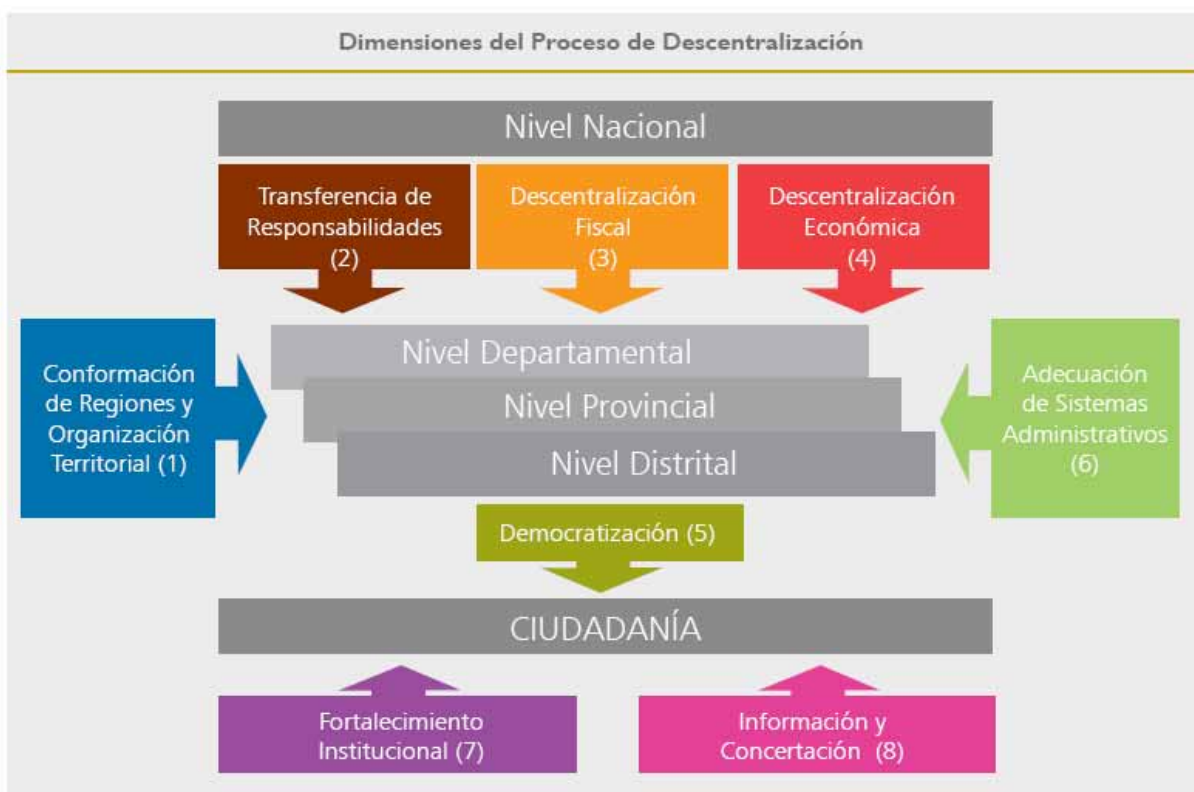 Dimensiones del Proceso de Descentralización
Nivel Nacional
Transferencia de
Responsabilidades
(2)
Descentralización
Fiscal
(3)
Descentralización
Económica
(4)
Conformación
de Regiones y
Organización
Territorial (1)
Nivel Departamental
Nivel Provincial
Nivel Distrital
Adecuación
de Sistemas
Administrativos
(6)
Democratización (5)
CIUDADANÍA
Fortalecimiento
Institucional (7)
Información y
Concertación (8)